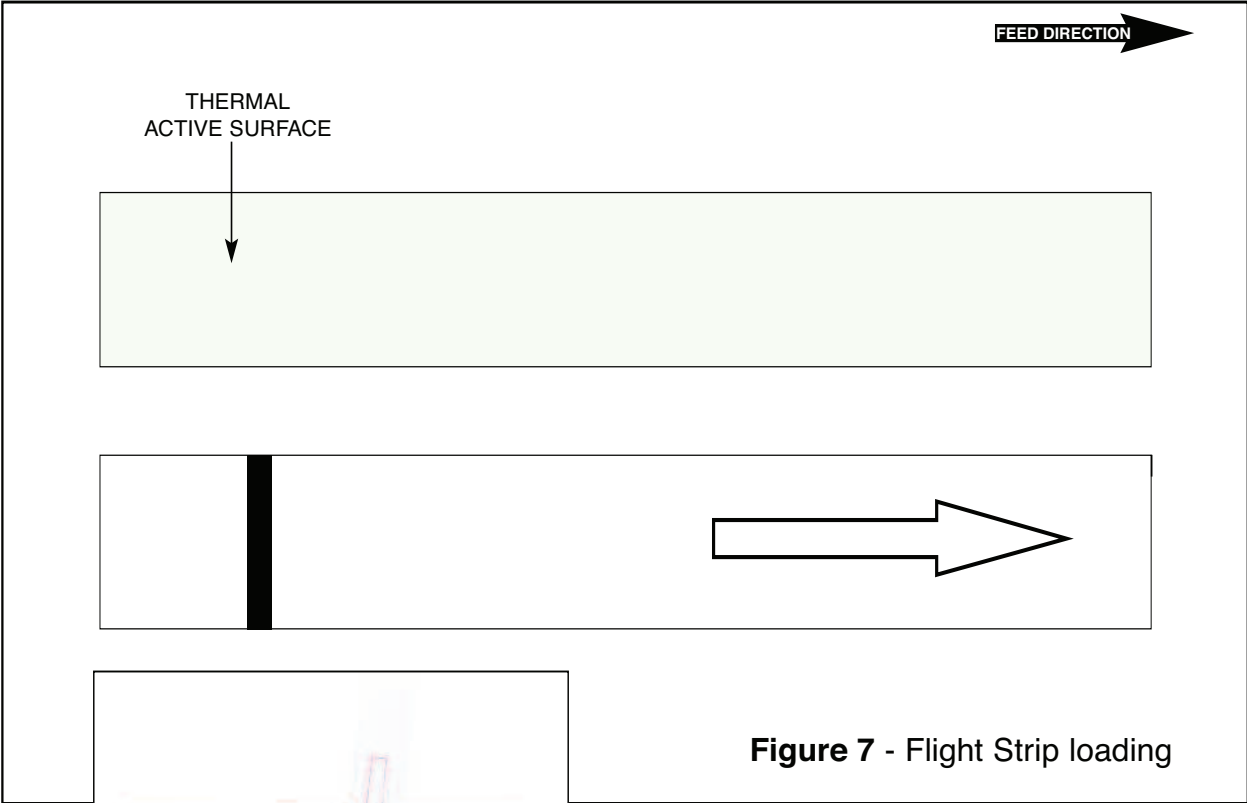 FEED DIRECTION
THERMAL
ACTIVE SURFACE
Figure 7 - Flight Strip loading